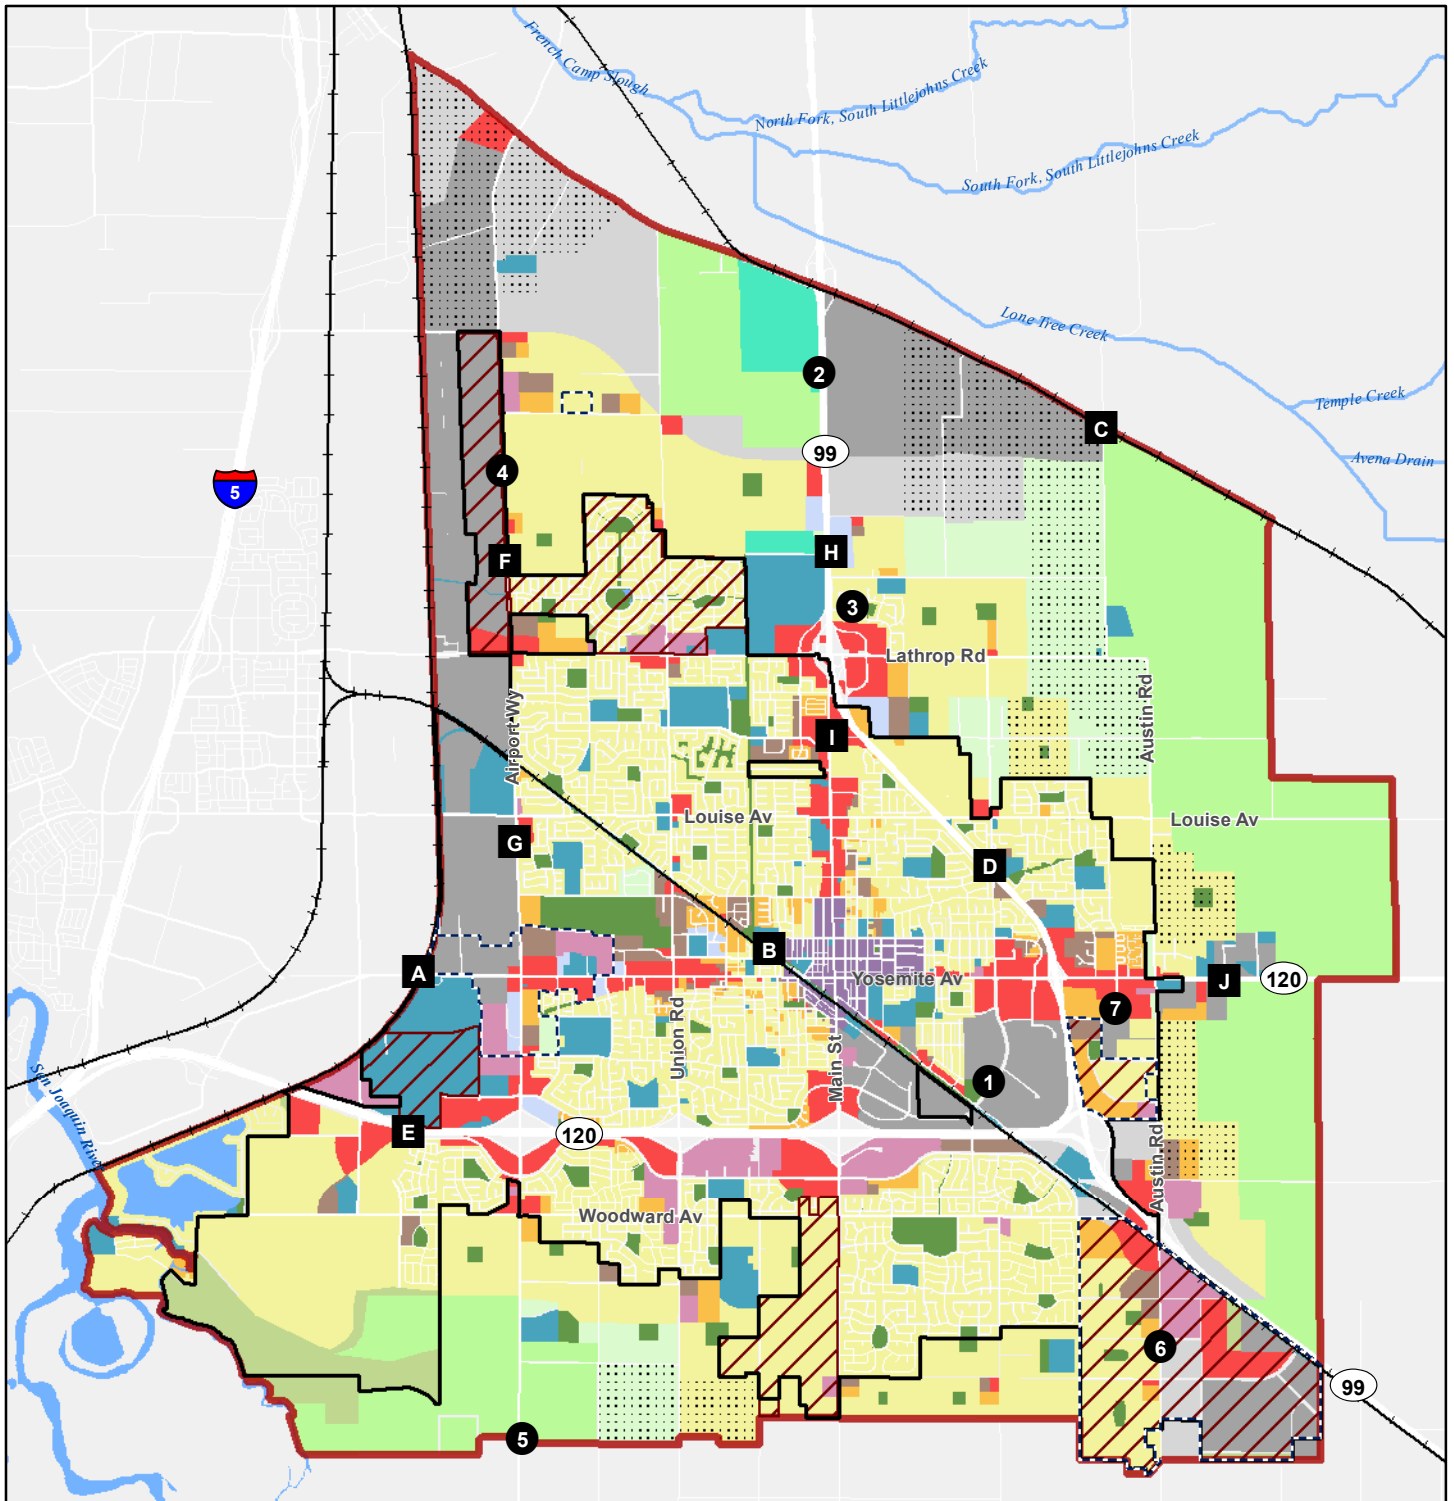 French Camp Slough
North Fork, South Littlejohns Creek
South Fork, South Littlejohns Creek
Lone Tree Creek
2
Temple Creek
C
99
Avena Drain
4
5
H
F
3
Lathrop Rd
Austin Rd
Airport Wy
I
Louise Av
Louise Av
G
D
B
A
Yosemite Av
J
120
7
Union Rd
Main St
1
San Joaquin River
E
120
Austin Rd
Woodward Av
6
99
5